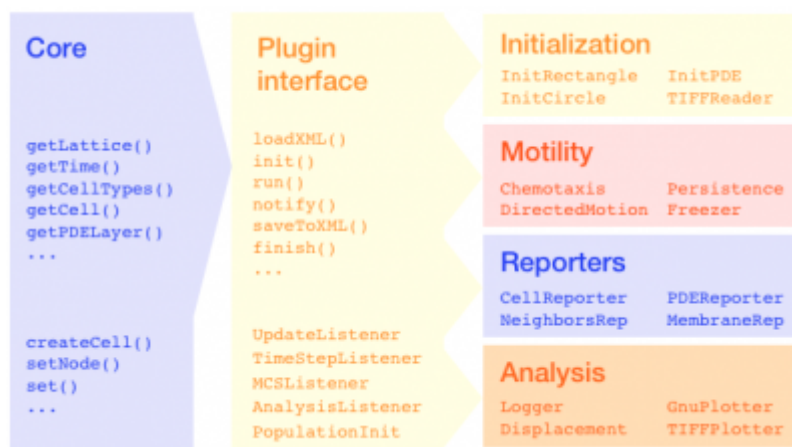 Core
getLattice()
getTime()
getCellTypes()
getCell()
getPDELayer()
...
createCell()
setNode()
set()
...
Plugin
interface
loadXML()
init()
run()
notify()
saveToXML()
finish()
...
UpdateListener
TimeStepListener
MCSListener
AnalysisListener
PopulationInit
Initialization
InitRectangle InitPDE
InitCircle TIFFReader
Motility
Chemotaxis Persistence
DirectedMotion Freezer
Reporters
CellReporter PDEReporter
NeighborsRep MembraneRep
Analysis
Logger GnuPlotter
Displacement TIFFPlotter